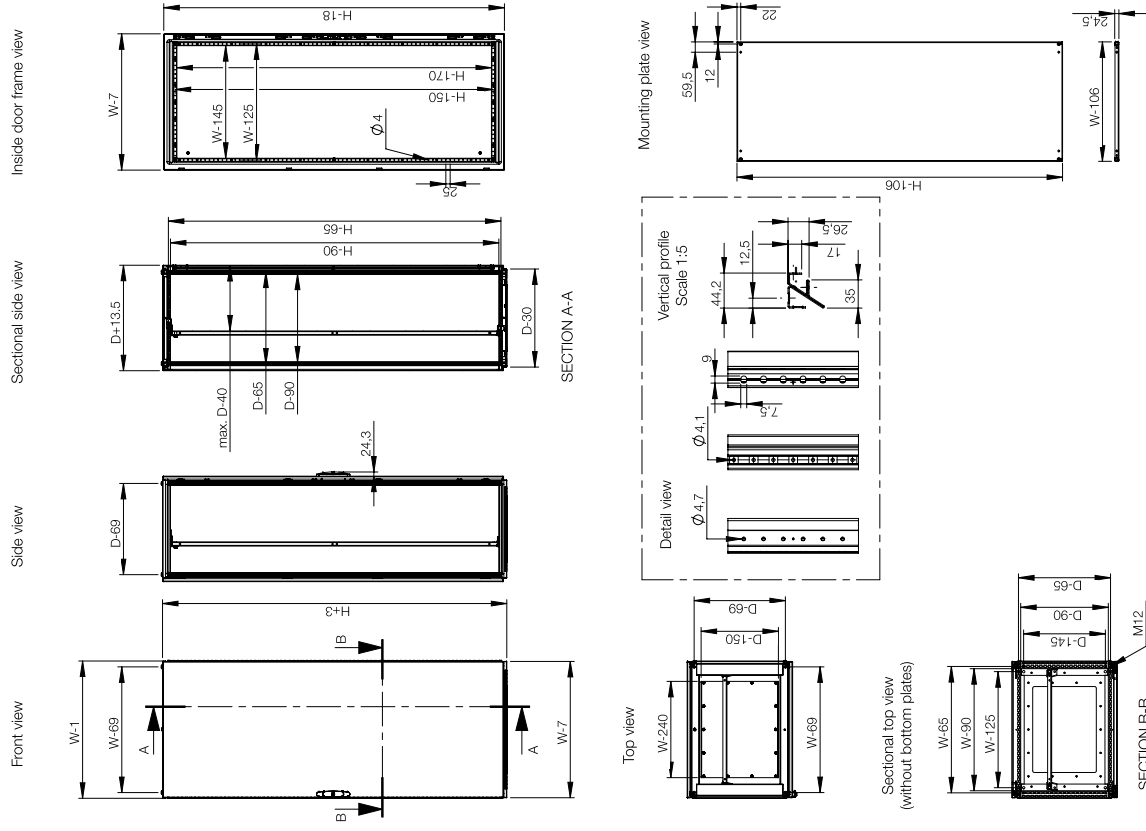 Front view
W-1
W-69
A
A
B
B
W-7
H+3
Side view
D-69
24,3
Sectional side view
D+13.5
max. D-40
D-65
D-90
D-30
H-90
H-65
SECTION A-A
Inside door frame view
W-7
H-18
W-145
W-125
H-170
H-150
Ø 4
25
Top view
W-240
W-69
D-150
D-69
Sectional top view
(without bottom plates)
W-65
W-90
W-125
D-145
D-90
D-65
M12
SECTION B-B
Detail view
Ø 4,7
Ø 4,1
9
7,5
Vertical profile
Scale 1:5
44,2
12,5
26,5
17
35
Mounting plate view
59,5
12
22
H-106
W-106
24,5